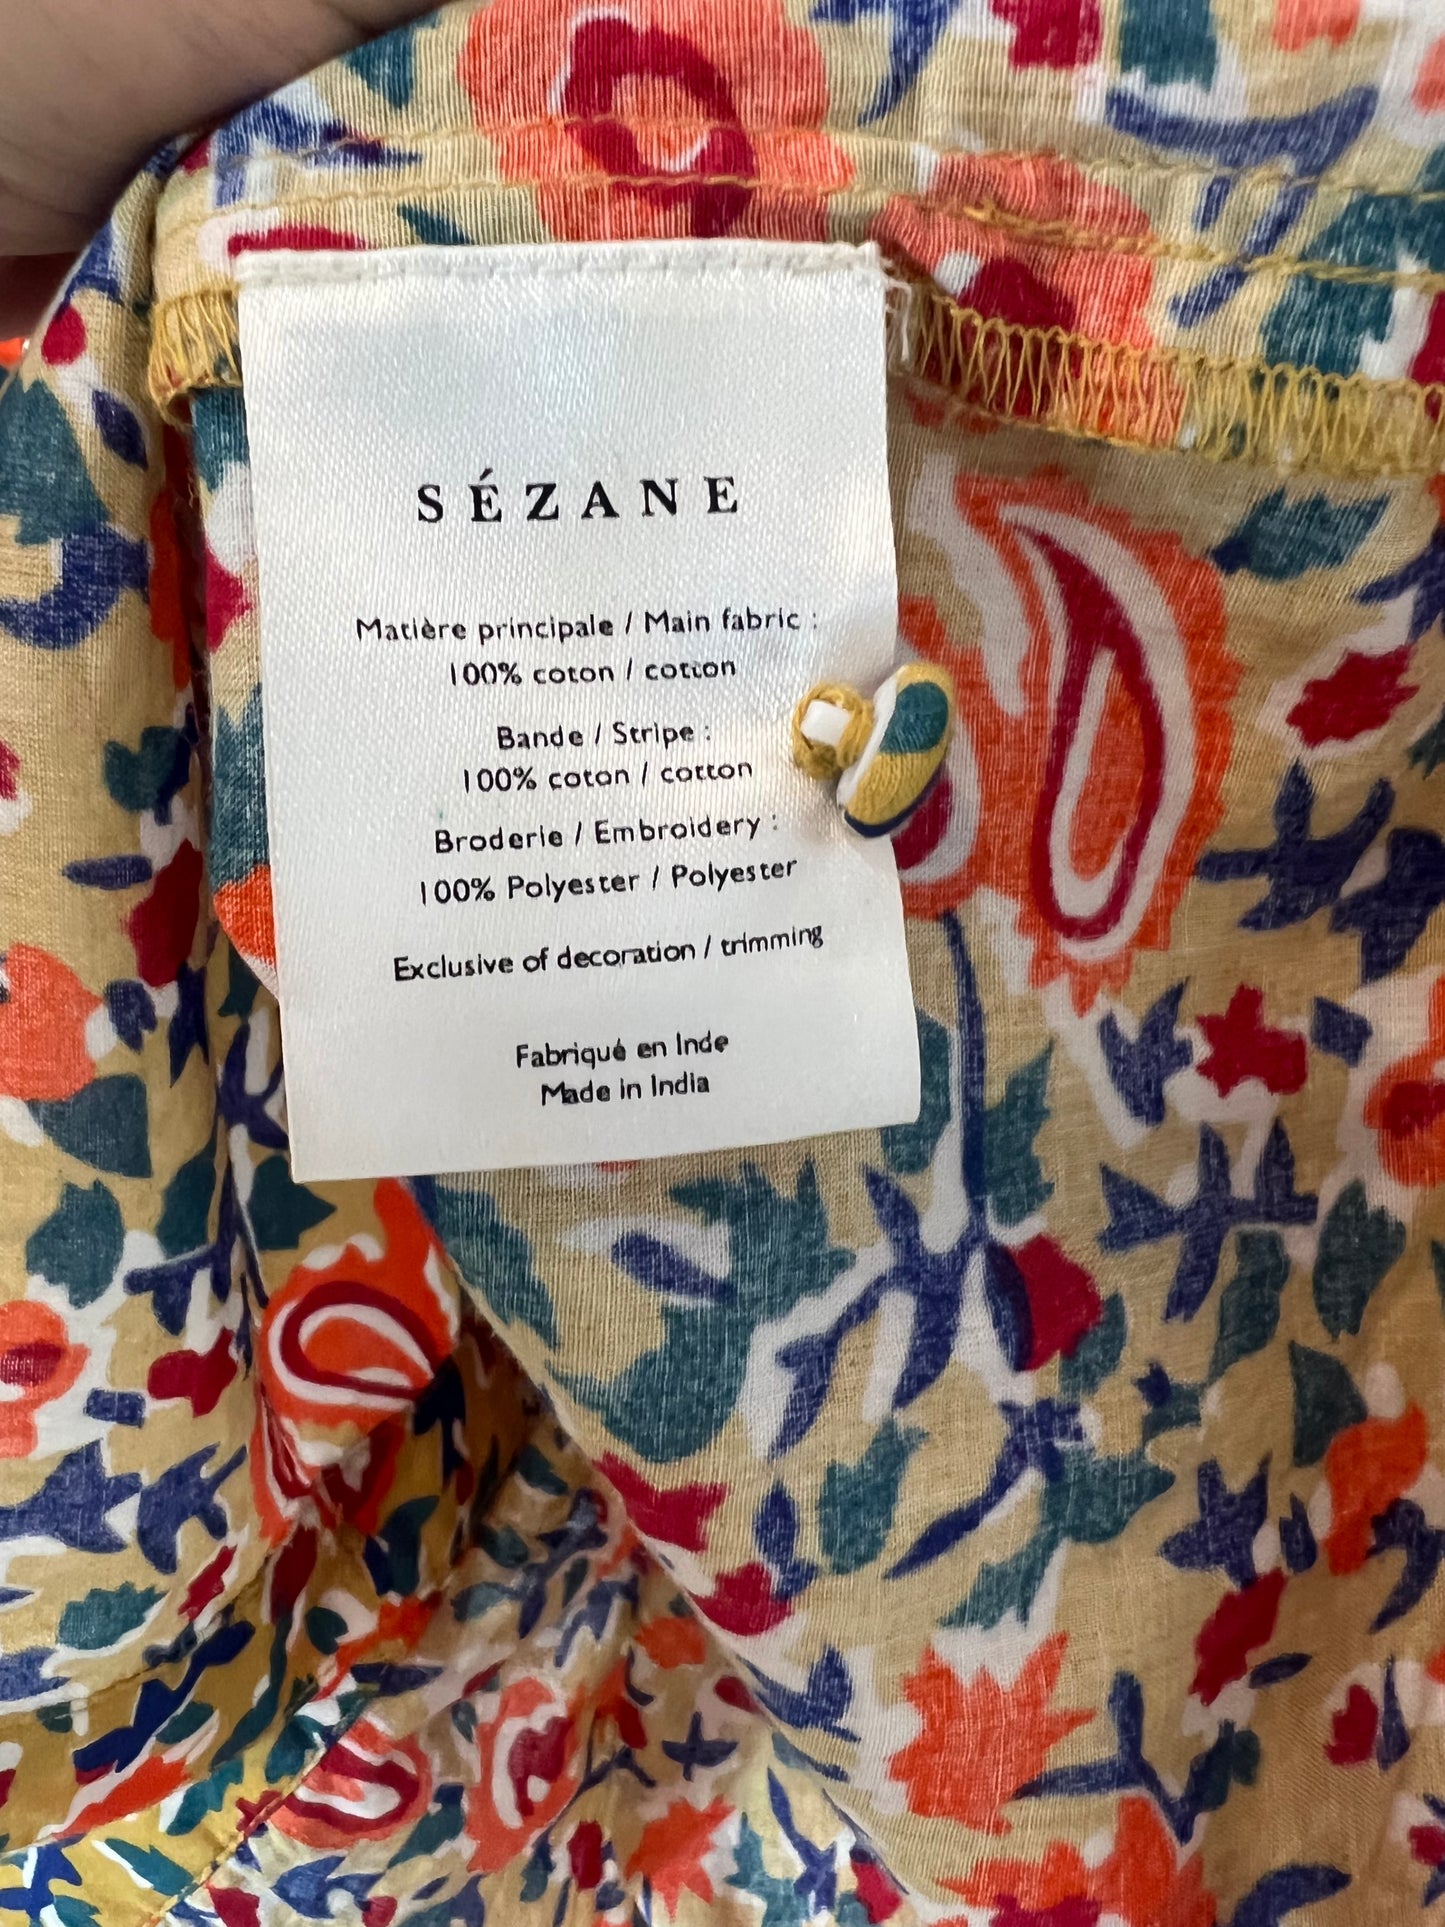 SÉZANE
Matière principale / Main fabric :
100% coton / cotton
Bande / Stripe :
100% coton / cotton
Broderie / Embroidery :
100% Polyester / Polyester
Exclusive of decoration / trimming
Fabriqué en Inde
Made in India